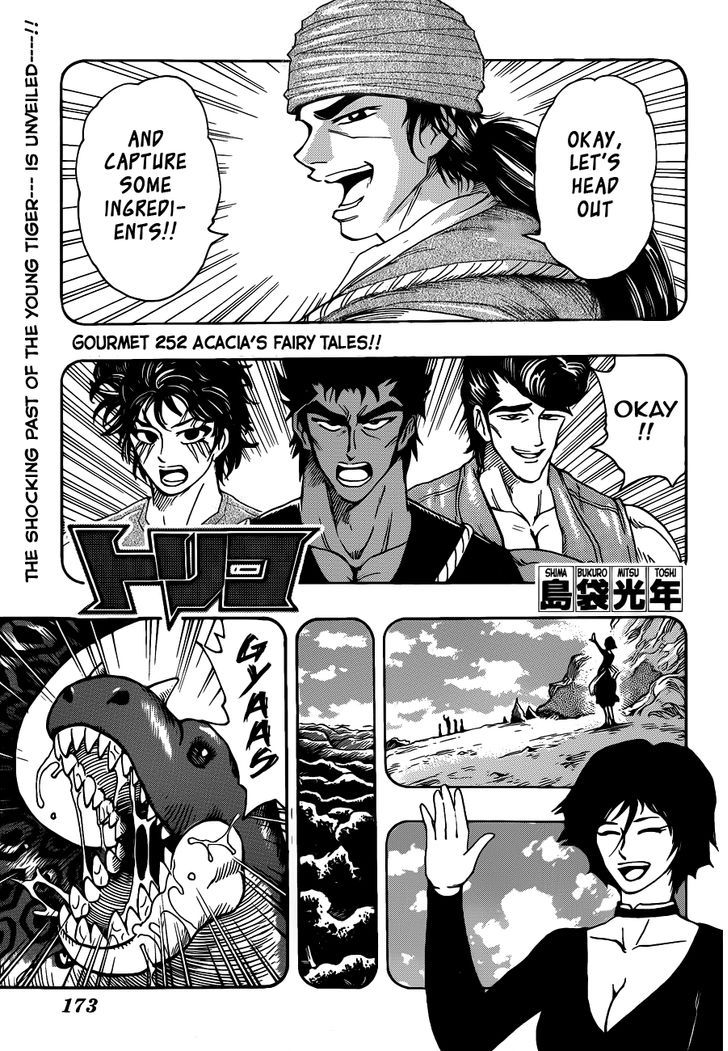 THE SHOCKING PAST OF THE YOUNG TIGER--- IS UNVEILED----!!
OKAY,
LET'S
HEAD
OUT
AND
CAPTURE
SOME
INGREDI-
ENTS!!
GOURMET 252 ACACIA'S FAIRY TALES!!
OKAY
!!
トリコ
SHIMA BUKURO MITSU TOSHI
島袋光年
GYAAS
173